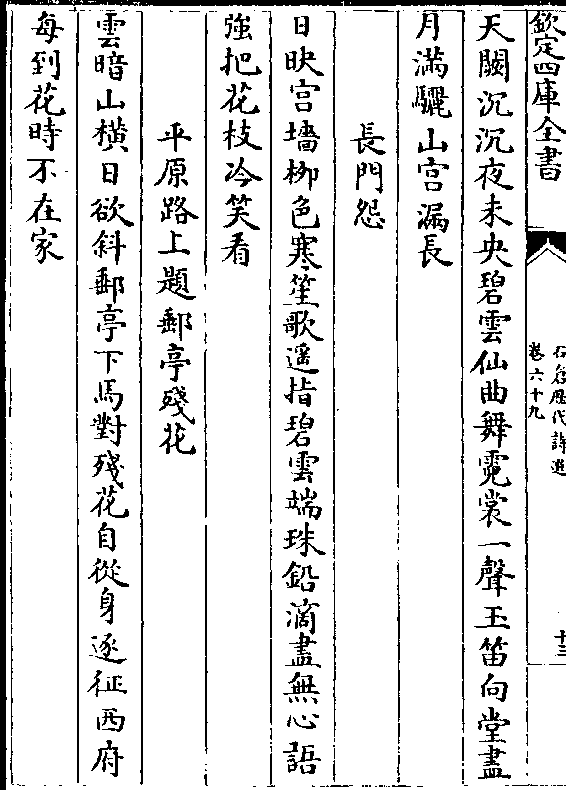 欽定四庫全書
石倉歷代詩選
卷六十九
十三
天闕沉沉夜未央碧雲仙曲舞霓裳一聲玉笛向堂盡
月滿驪山宫漏長
長門怨
日映宫墻柳色寒笙歌遥指碧雲端珠鉛滴盡無心語
強把花枝冷笑看
平原路上題郵亭殘花
雲暗山横日欲斜郵亭下馬對殘花自從身逐征西府
每到花時不在家